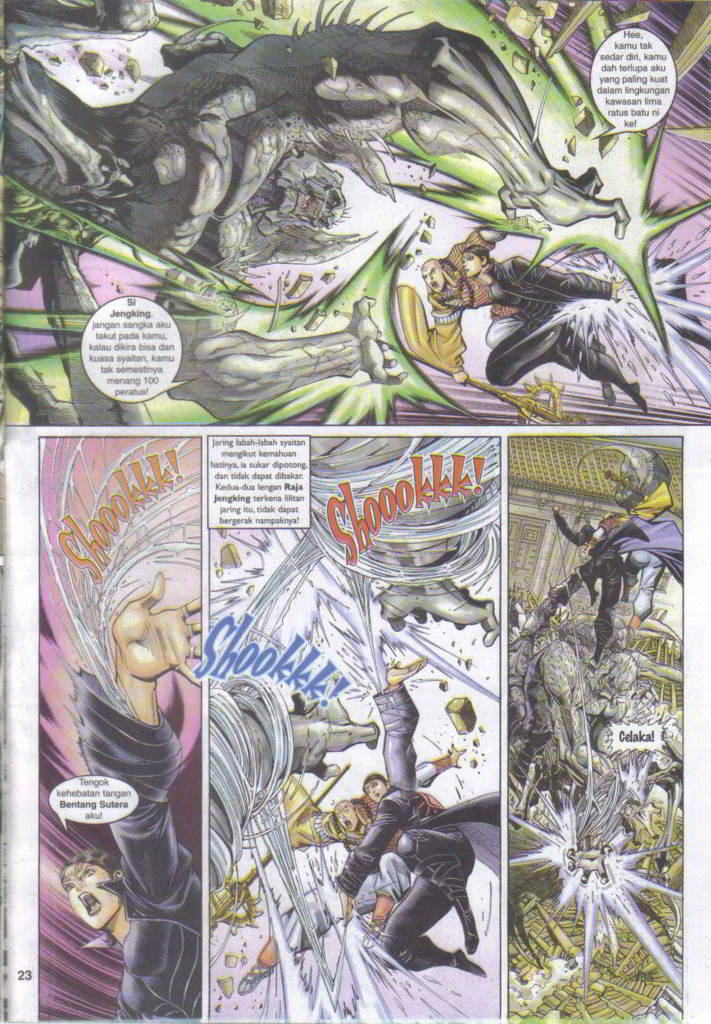 Hee,
kamu tak
sedar diri, kamu
dah terlupa aku
yang paling kuat
dalam lingkungan
kawasan lima
ratus batu ni
ke!
Si
Jengking,
jangan sangka aku
takut pada kamu,
kalau dikira bisa dan
kuasa syaitan, kamu
tak semestinya
menang 100
peratus!
Shoookkk!
Tengok
kehebatan tangan
Bentang Sutera
aku!
Jaring labah-labah syaitan
mengikut kemahuan
hatinya, ia sukar dipotong,
dan tidak dapat dibakar.
Kedua-dua lengan Raja
Jengking terkena lilitan
jaring itu, tidak dapat
bergerak nampaknya!
Shoookkk!
Shookkk!
Celaka!
23